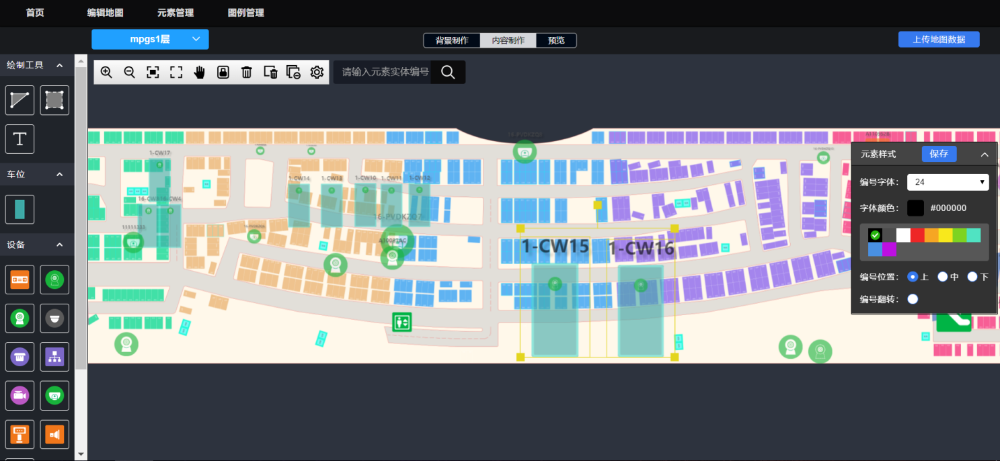 首页 编辑地图 元素管理 图例管理
mpgs1层 背景制作 内容制作 预览 上传地图数据
绘制工具
请输入元素实体编号
T
车位
设备
1-CW17
1-CW14 1-CW13 1-CW10 1-CW11 1-CW12
16-PVDKZQ7
11111333
A10081AC
1-CW15 1-CW16
元素样式 保存
编号字体: 24
字体颜色: #000000
编号位置: 上 中 下
编号翻转: